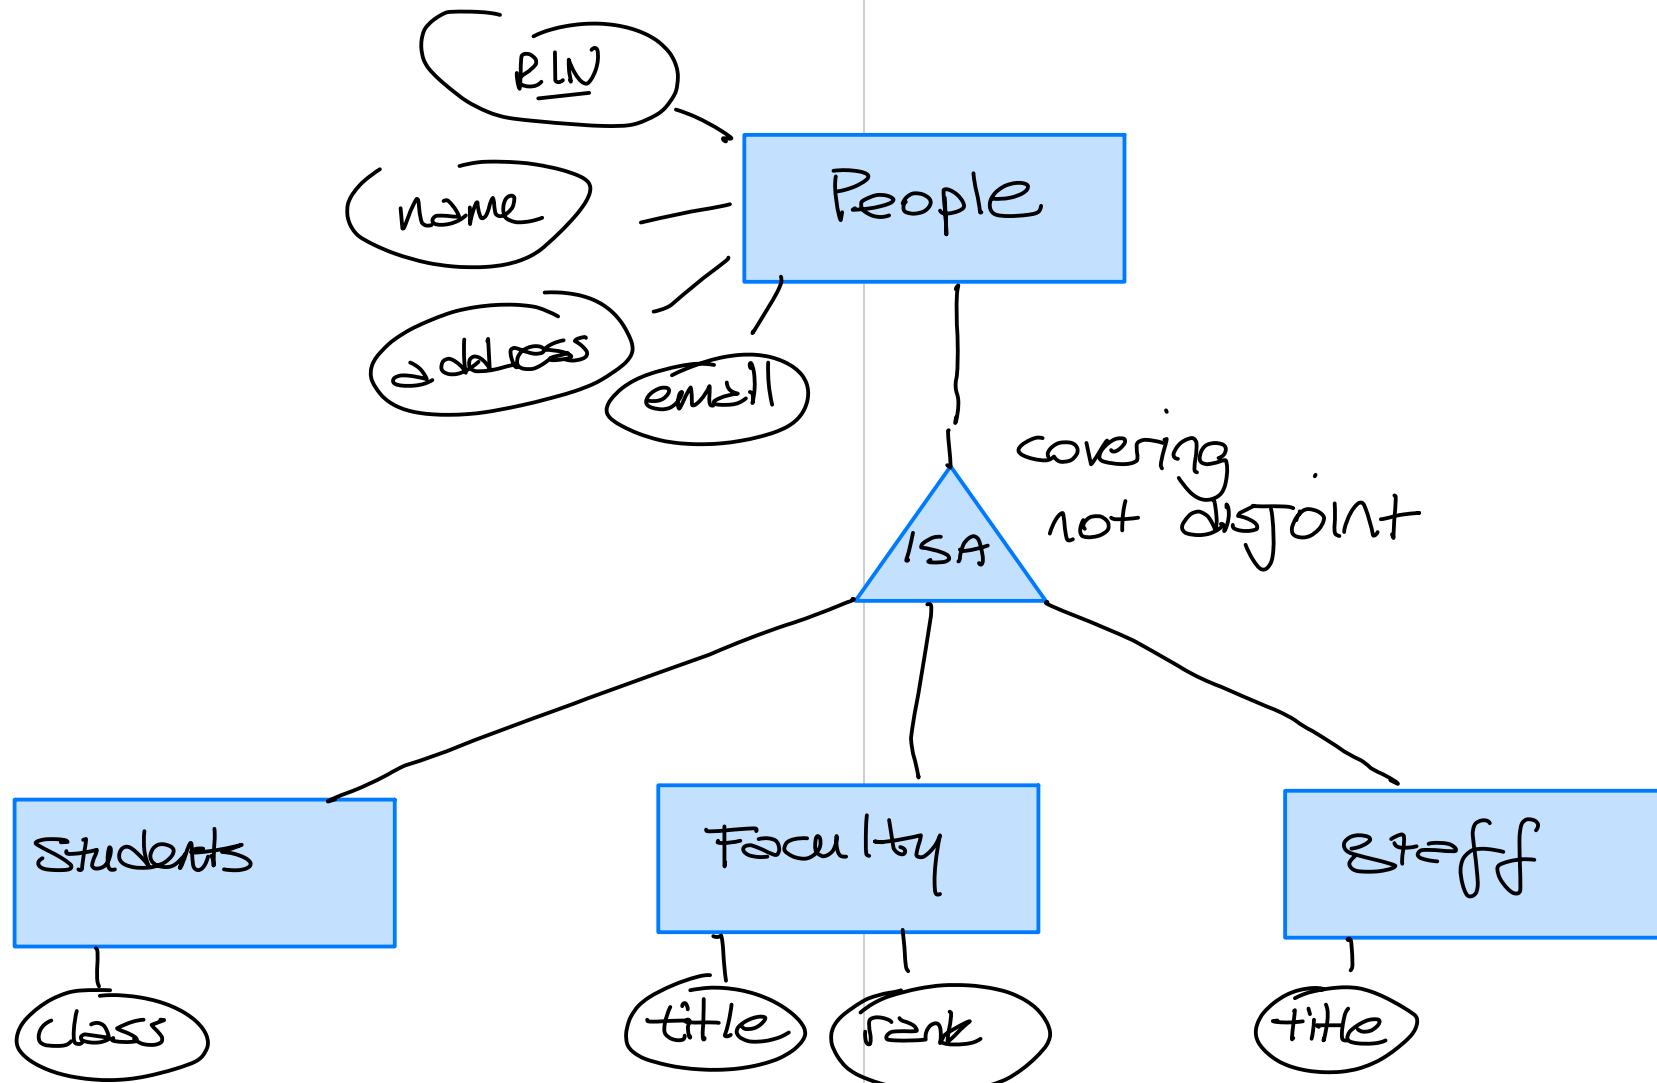 RIN
name
address
email
People
covering
not disjoint
ISA
Students
Faculty
Staff
class
title
rank
title